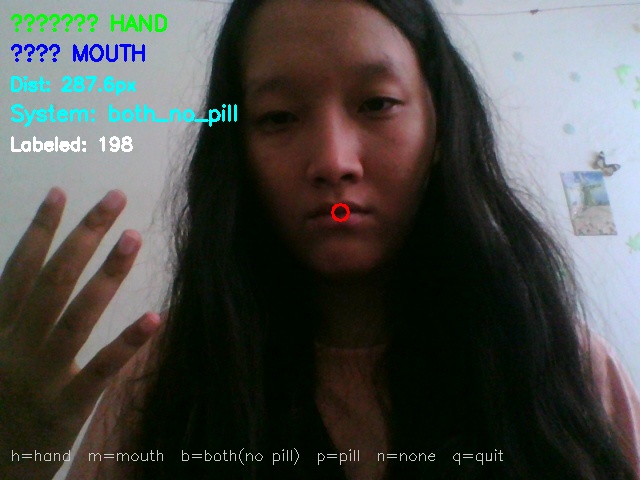 ??????? HAND
???? MOUTH
Dist: 287.6px
System: both_no_pill
Labeled: 198
h=hand m=mouth b=both(no pill) p=pill n=none q=quit